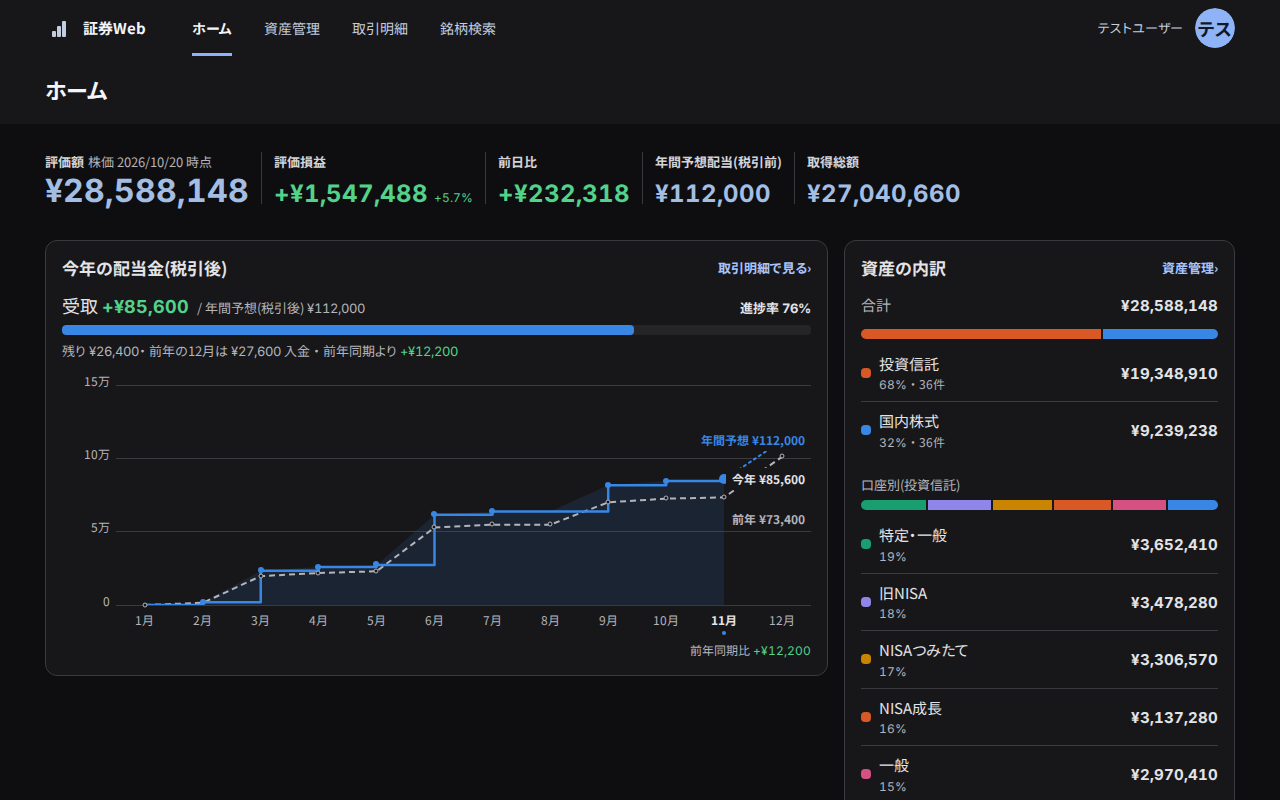 証券Web ホーム 資産管理 取引明細 銘柄検索 テストユーザー テス
ホーム
評価額 株価 2026/10/20 時点
¥28,588,148
評価損益
+¥1,547,488 +5.7%
前日比
+¥232,318
年間予想配当(税引前)
¥112,000
取得総額
¥27,040,660
今年の配当金(税引後) 取引明細で見る›
受取 +¥85,600 / 年間予想(税引後) ¥112,000 進捗率 76%
残り ¥26,400・前年の12月は ¥27,600 入金・前年同期より +¥12,200
15万
10万
5万
0
年間予想 ¥112,000
今年 ¥85,600
前年 ¥73,400
1月 2月 3月 4月 5月 6月 7月 8月 9月 10月 11月 12月
前年同期比 +¥12,200
資産の内訳 資産管理›
合計 ¥28,588,148
投資信託 ¥19,348,910
68%・36件
国内株式 ¥9,239,238
32%・36件
口座別(投資信託)
特定・一般 ¥3,652,410
19%
旧NISA ¥3,478,280
18%
NISAつみたて ¥3,306,570
17%
NISA成長 ¥3,137,280
16%
一般 ¥2,970,410
15%